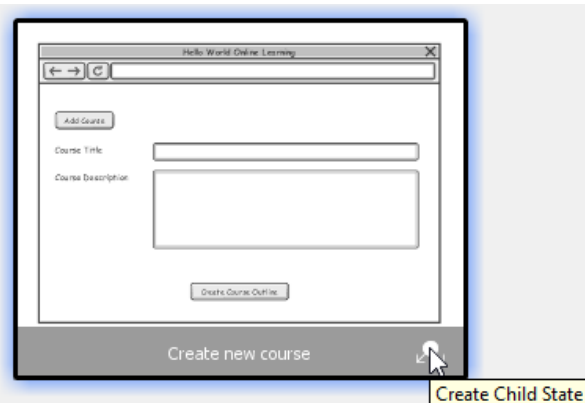 Hello World Online Learning
Add Course
Course Title
Course Description
Create Course Outline
Create new course
Create Child State